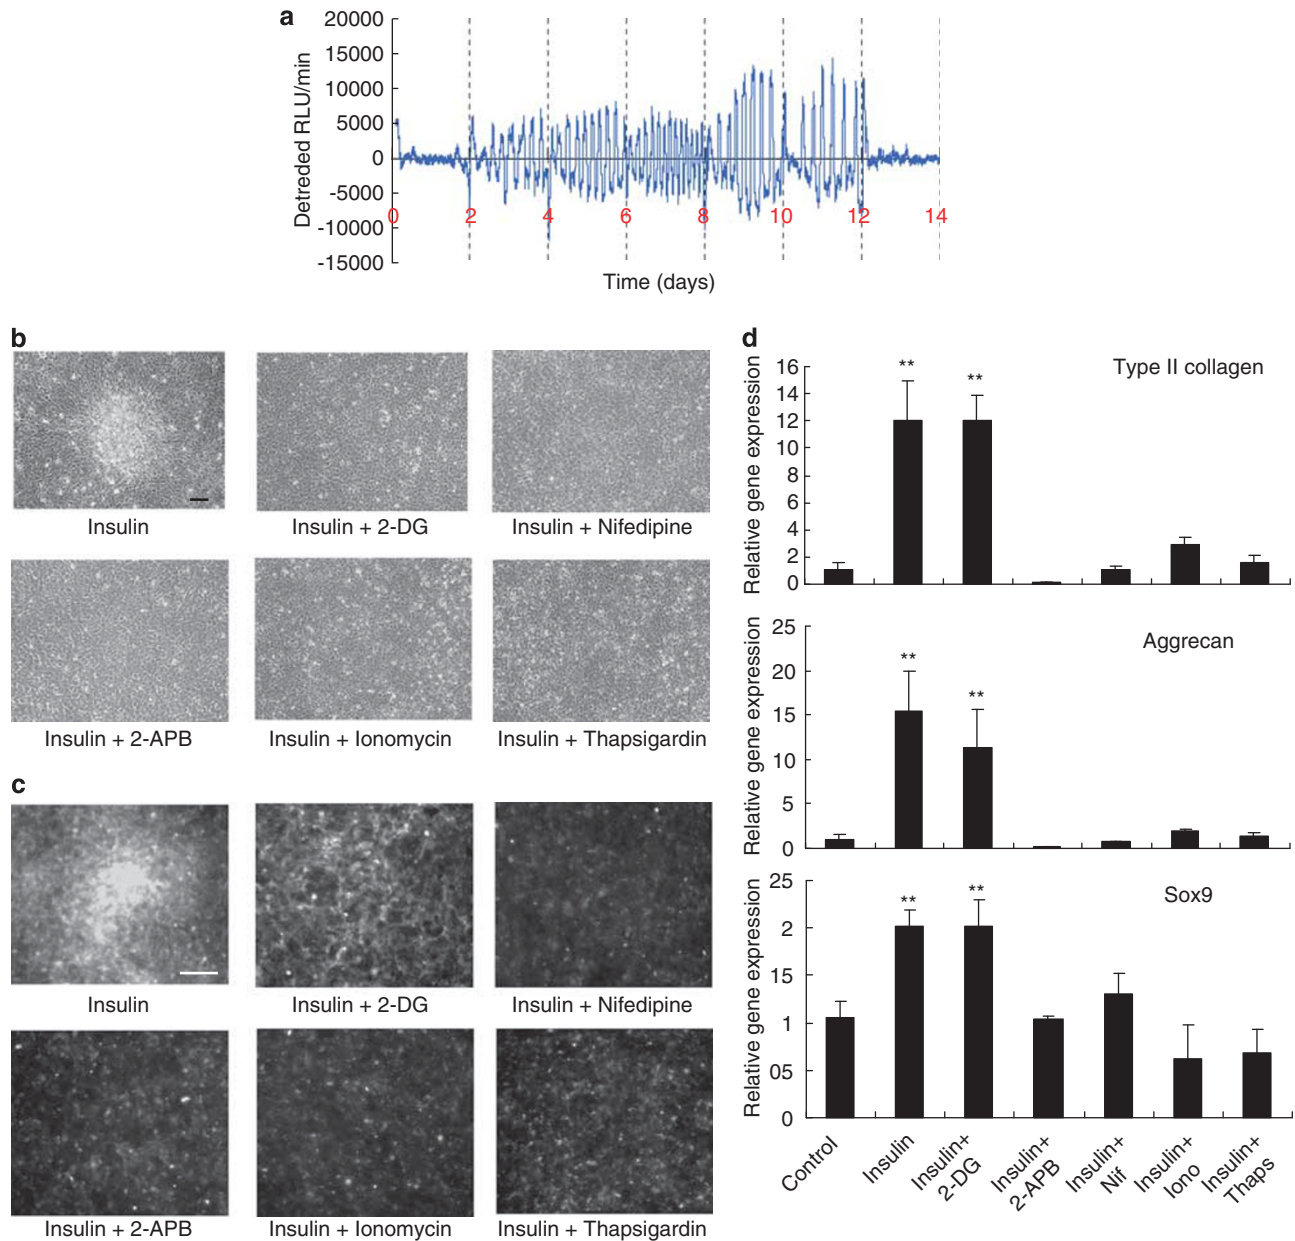 a
20000
15000
10000
5000
0
-5000
-10000
-15000
Detreded RLU/min
0 2 4 6 8 10 12 14
Time (days)
b
Insulin
Insulin + 2-DG
Insulin + Nifedipine
Insulin + 2-APB
Insulin + Ionomycin
Insulin + Thapsigardin
c
Insulin
Insulin + 2-DG
Insulin + Nifedipine
Insulin + 2-APB
Insulin + Ionomycin
Insulin + Thapsigardin
d
Type II collagen
Relative gene expression
16
14
12
10
8
6
4
2
0
**
**
Aggrecan
Relative gene expression
25
20
15
10
5
0
**
**
Sox9
Relative gene expression
25
2
15
1
05
0
**
**
Control
Insulin
Insulin+
2-DG
Insulin+
2-APB
Insulin+
Nif
Insulin+
Iono
Insulin+
Thaps